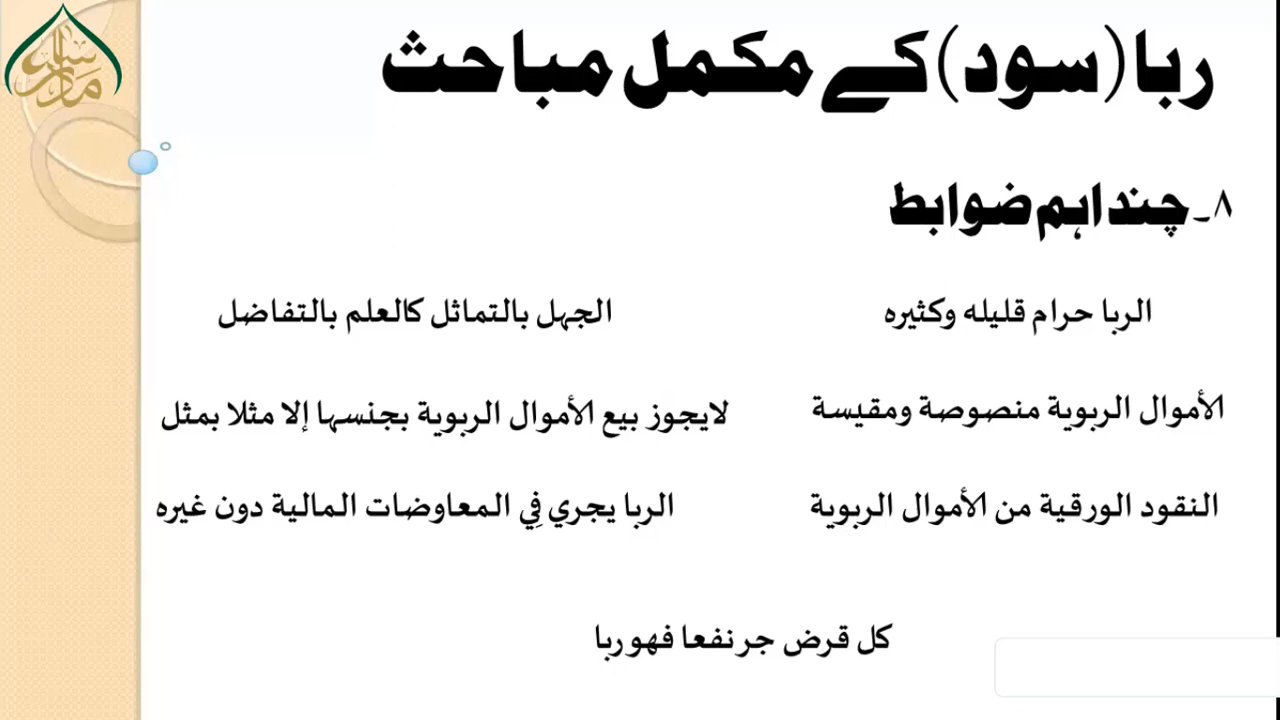 ربا (سود) کے مکمل مباحث
۸۔ چند اہم ضوابط
الربا حرام قليله وكثيره
الجهل بالتماثل كالعلم بالتفاضل
الأموال الربوية منصوصة ومقيسة
لايجوز بيع الأموال الربوية بجنسها إلا مثلا بمثل
النقود الورقية من الأموال الربوية
الربا يجري فِي المعاوضات المالية دون غيره
كل قرض جر نفعا فهو ربا